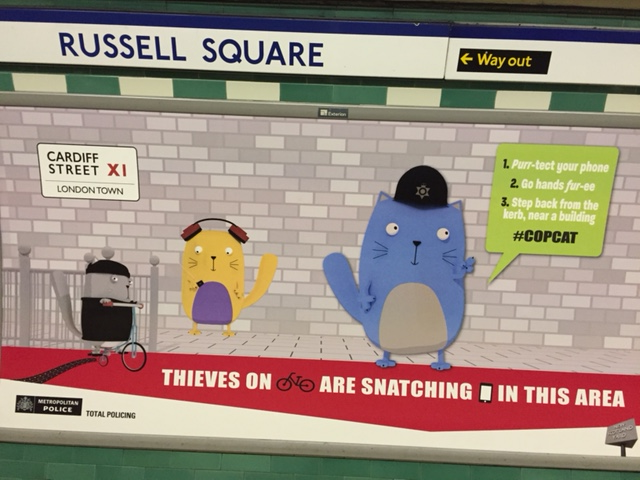 RUSSELL SQUARE
← Way out
Exterion
CARDIFF
STREET X1
LONDON TOWN
1. Purr-tect your phone
2. Go hands fur-ee
3. Step back from the
kerb, near a building
#COPCAT
THIEVES ON ARE SNATCHING IN THIS AREA
METROPOLITAN
POLICE
TOTAL POLICING